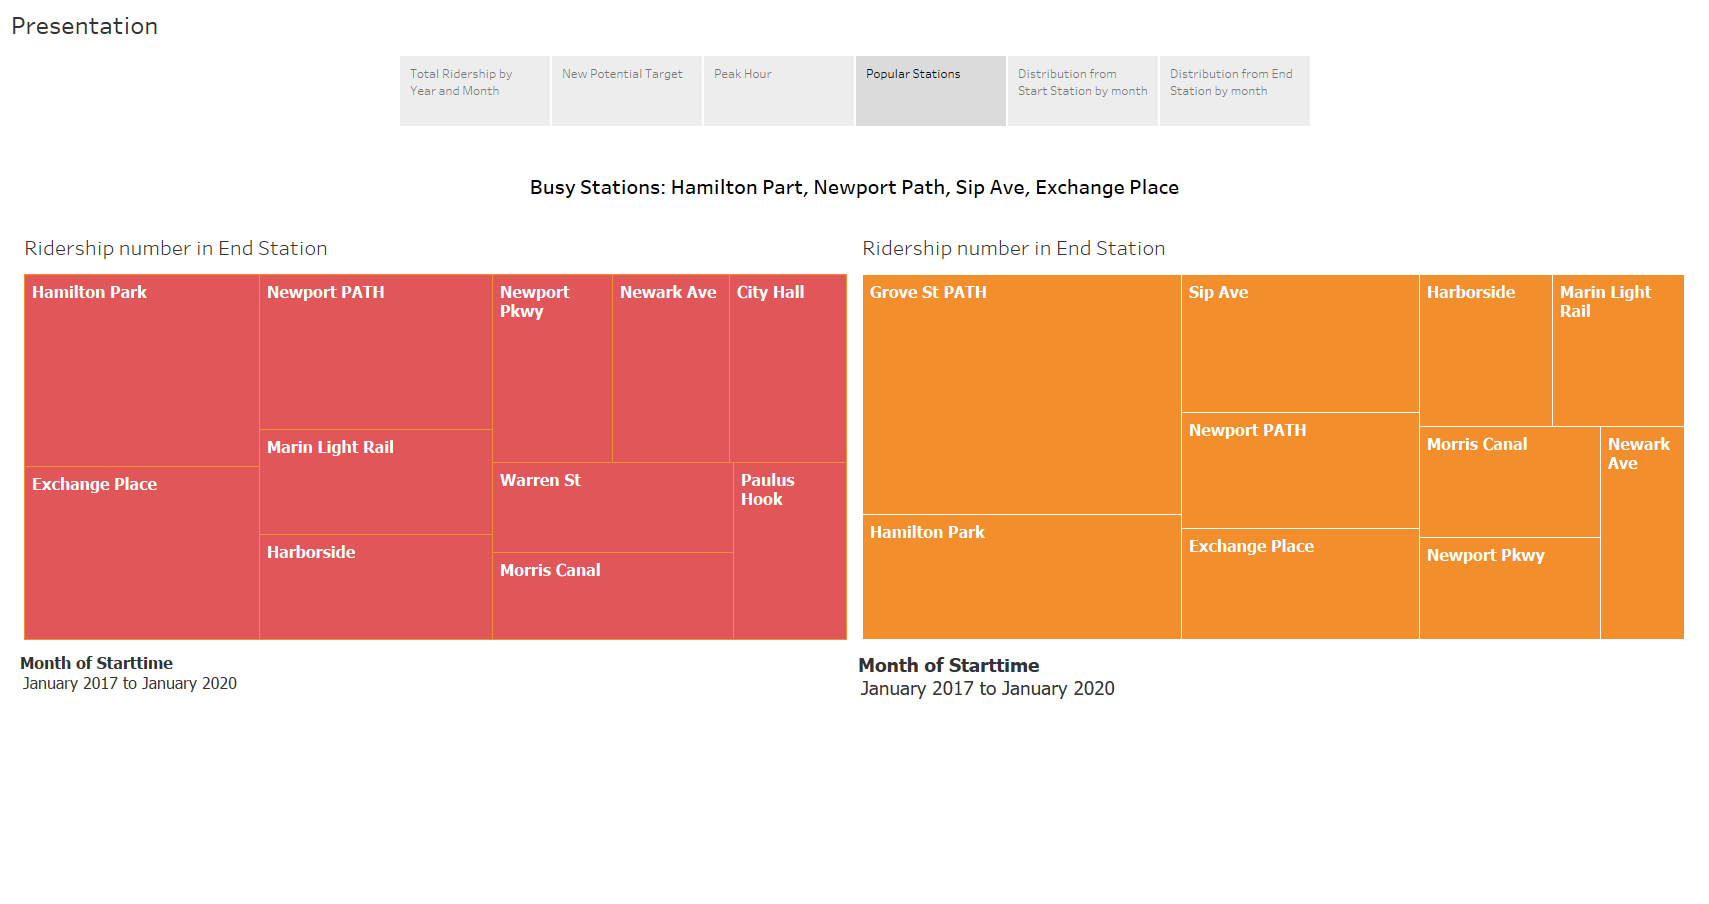 Presentation
Total Ridership by
Year and Month
New Potential Target
Peak Hour
Popular Stations
Distribution from
Start Station by month
Distribution from End
Station by month
Busy Stations: Hamilton Part, Newport Path, Sip Ave, Exchange Place
Ridership number in End Station
Hamilton Park
Newport PATH
Newport
Pkwy
Newark Ave
City Hall
Marin Light Rail
Exchange Place
Warren St
Paulus
Hook
Harborside
Morris Canal
Month of Starttime
January 2017 to January 2020
Ridership number in End Station
Grove St PATH
Sip Ave
Harborside
Marin Light
Rail
Newport PATH
Morris Canal
Newark
Ave
Hamilton Park
Exchange Place
Newport Pkwy
Month of Starttime
January 2017 to January 2020